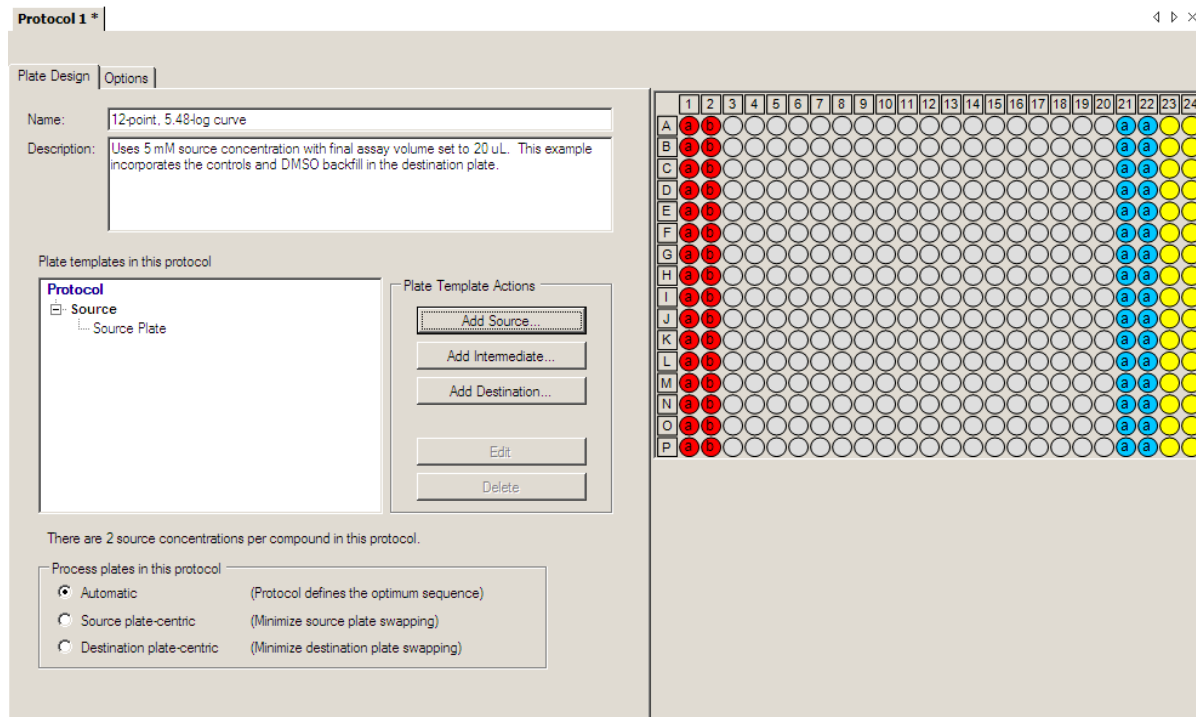 Protocol 1 *
Plate Design
Options
Name:
12-point, 5.48-log curve
Description:
Uses 5 mM source concentration with final assay volume set to 20 uL. This example
incorporates the controls and DMSO backfill in the destination plate.
Plate templates in this protocol
Protocol
Source
Source Plate
Plate Template Actions
Add Source...
Add Intermediate...
Add Destination...
Edit
Delete
There are 2 source concentrations per compound in this protocol.
Process plates in this protocol
Automatic (Protocol defines the optimum sequence)
Source plate-centric (Minimize source plate swapping)
Destination plate-centric (Minimize destination plate swapping)
1 2 3 4 5 6 7 8 9 10 11 12 13 14 15 16 17 18 19 20 21 22 23 24
A a b a a
B a b a a
C a b a a
D a b a a
E a b a a
F a b a a
G a b a a
H a b a a
I a b a a
J a b a a
K a b a a
L a b a a
M a b a a
N a b a a
O a b a a
P a b a a